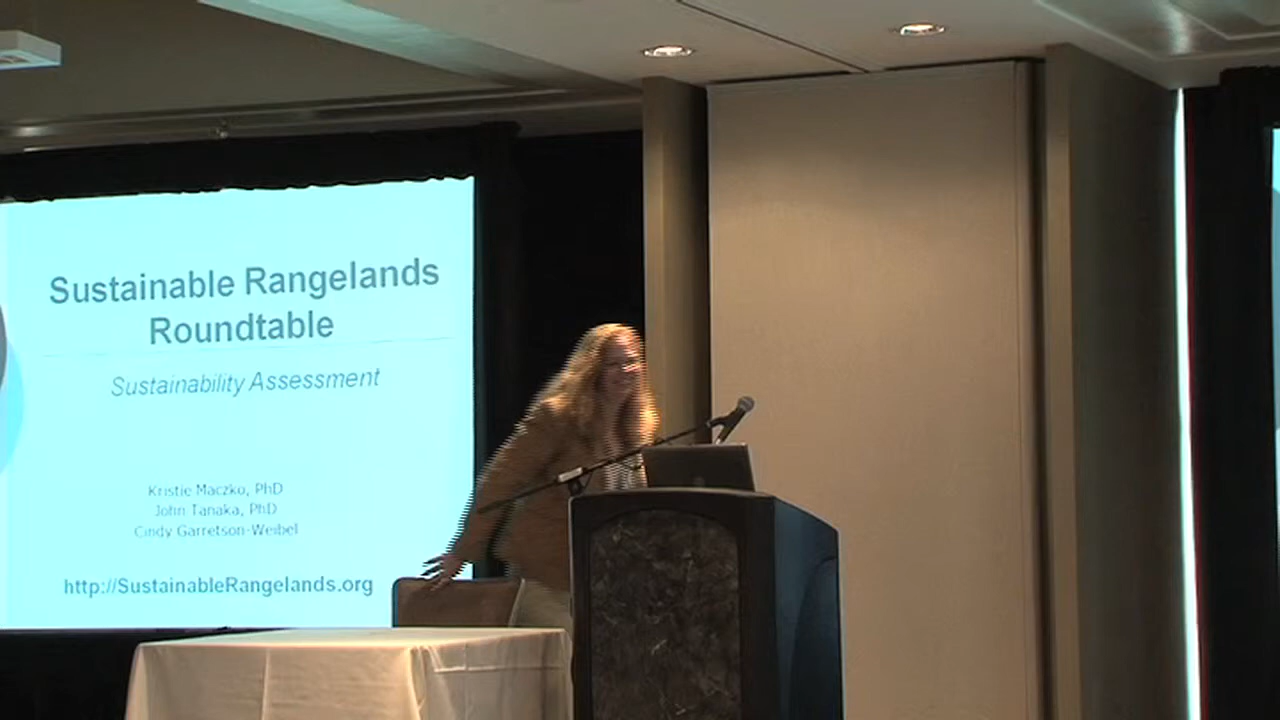 Sustainable Rangelands
Roundtable
Sustainability Assessment
Kristie Maczko, PhD
John Tanaka, PhD
Cindy Garretson-Weibel
http://SustainableRangelands.org